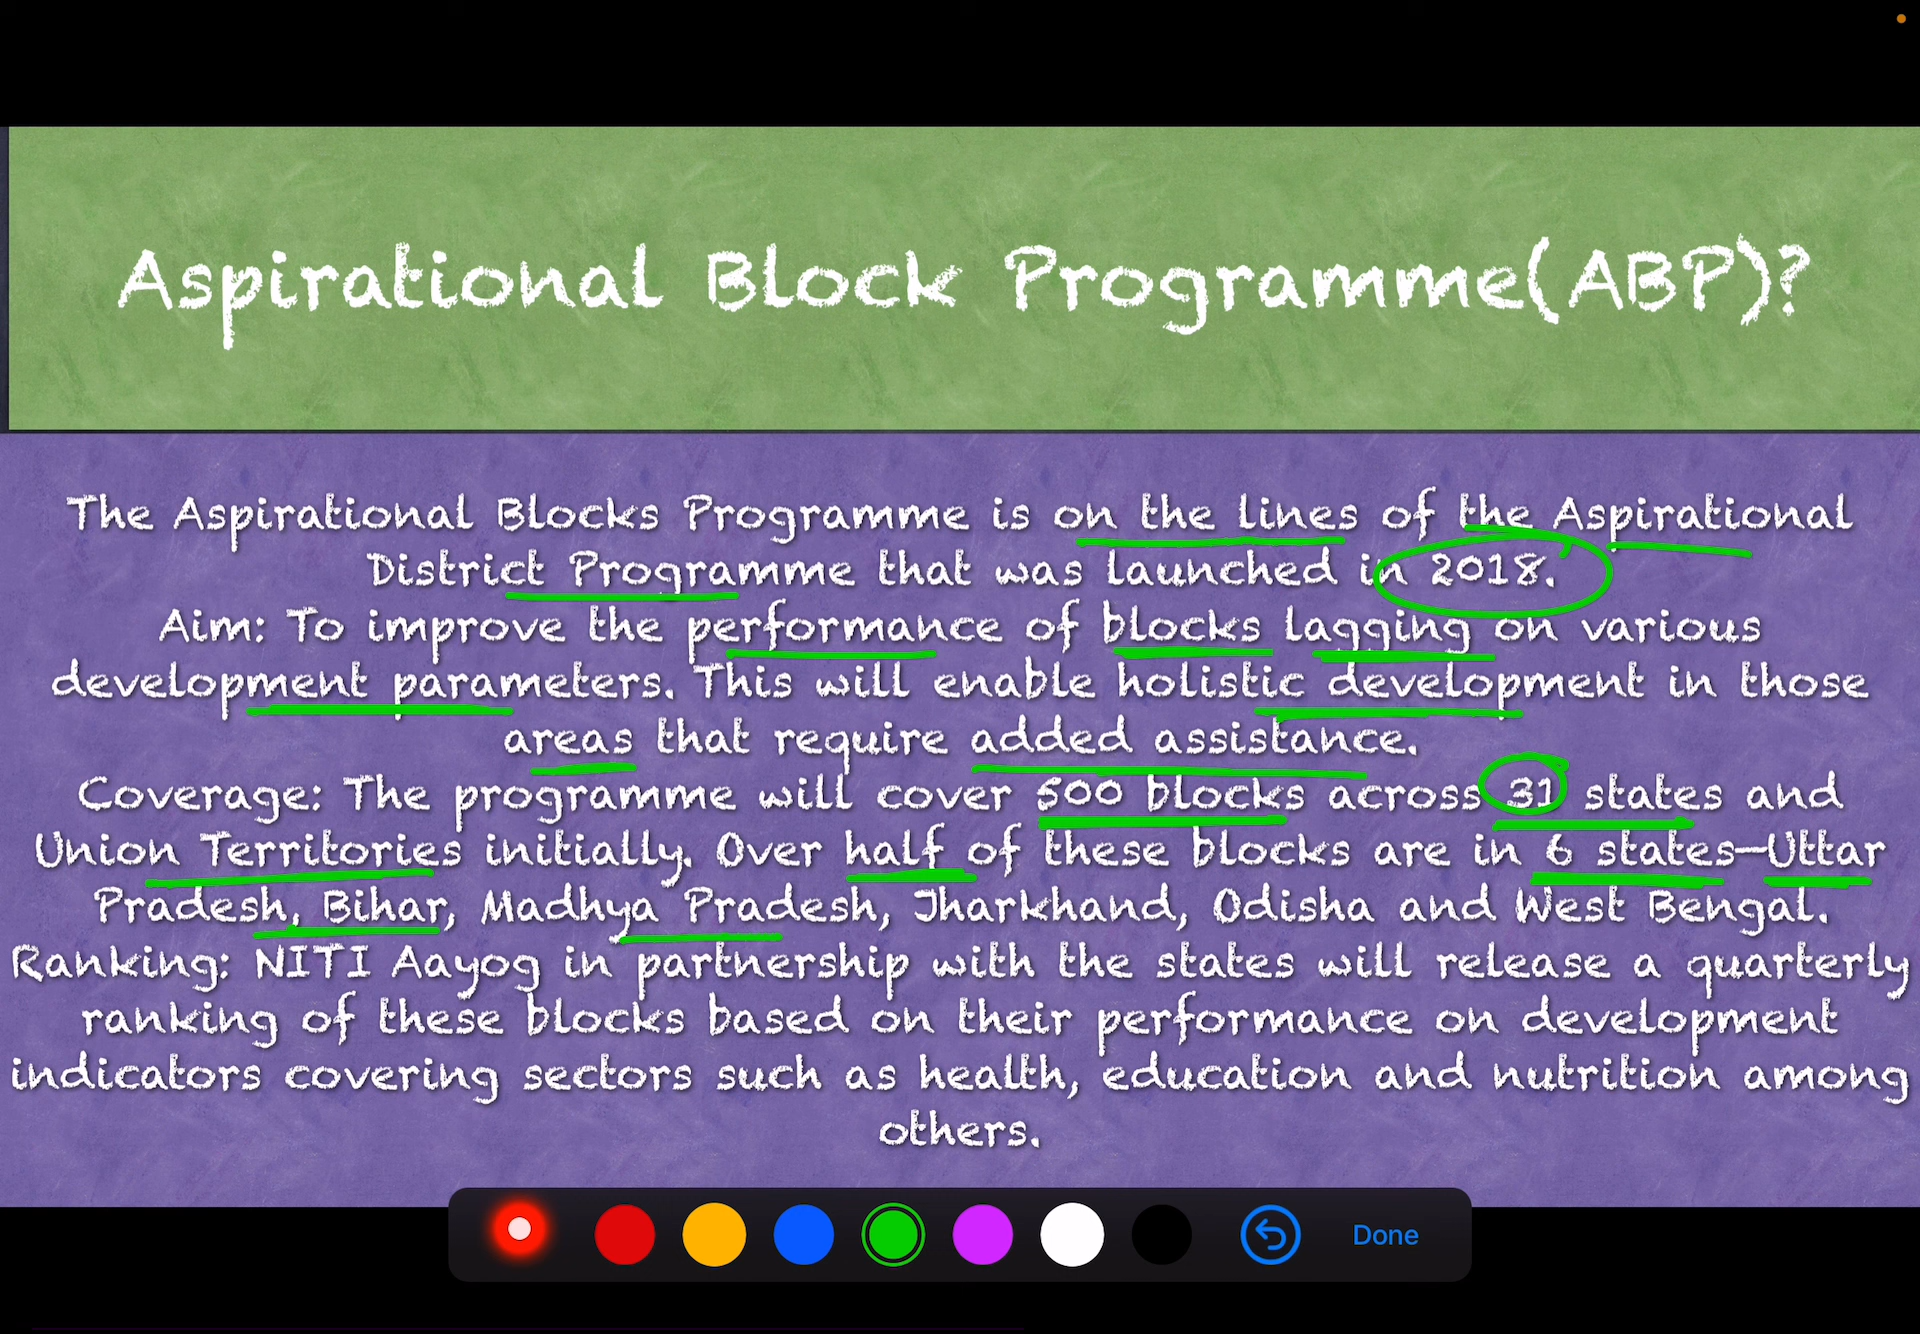 Aspirational Block Programme(ABP)?
The Aspirational Blocks Programme is on the lines of the Aspirational
District Programme that was launched in 2018.
Aim: To improve the performance of blocks lagging on various
development parameters. This will enable holistic development in those
areas that require added assistance.
Coverage: The programme will cover 500 blocks across 31 states and
Union Territories initially. Over half of these blocks are in 6 states—Uttar
Pradesh, Bihar, Madhya Pradesh, Jharkhand, Odisha and West Bengal.
Ranking: NITI Aayog in partnership with the states will release a quarterly
ranking of these blocks based on their performance on development
indicators covering sectors such as health, education and nutrition among
others.
Done